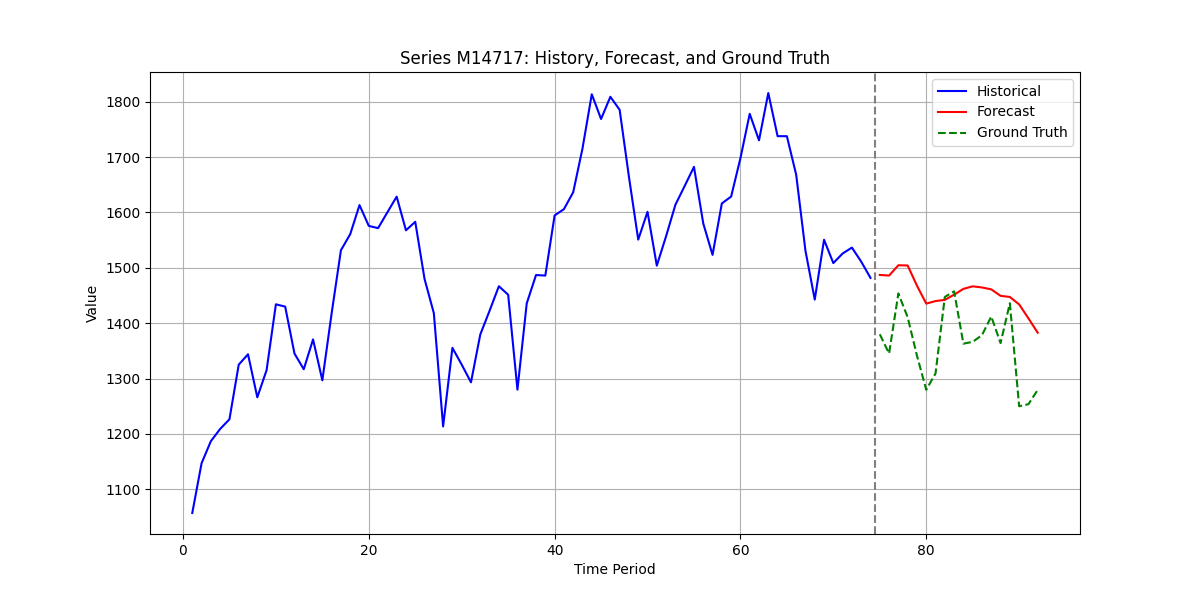 Series M14717: History, Forecast, and Ground Truth
Historical
Forecast
Ground Truth
Value
1800
1700
1600
1500
1400
1300
1200
1100
0 20 40 60 80
Time Period